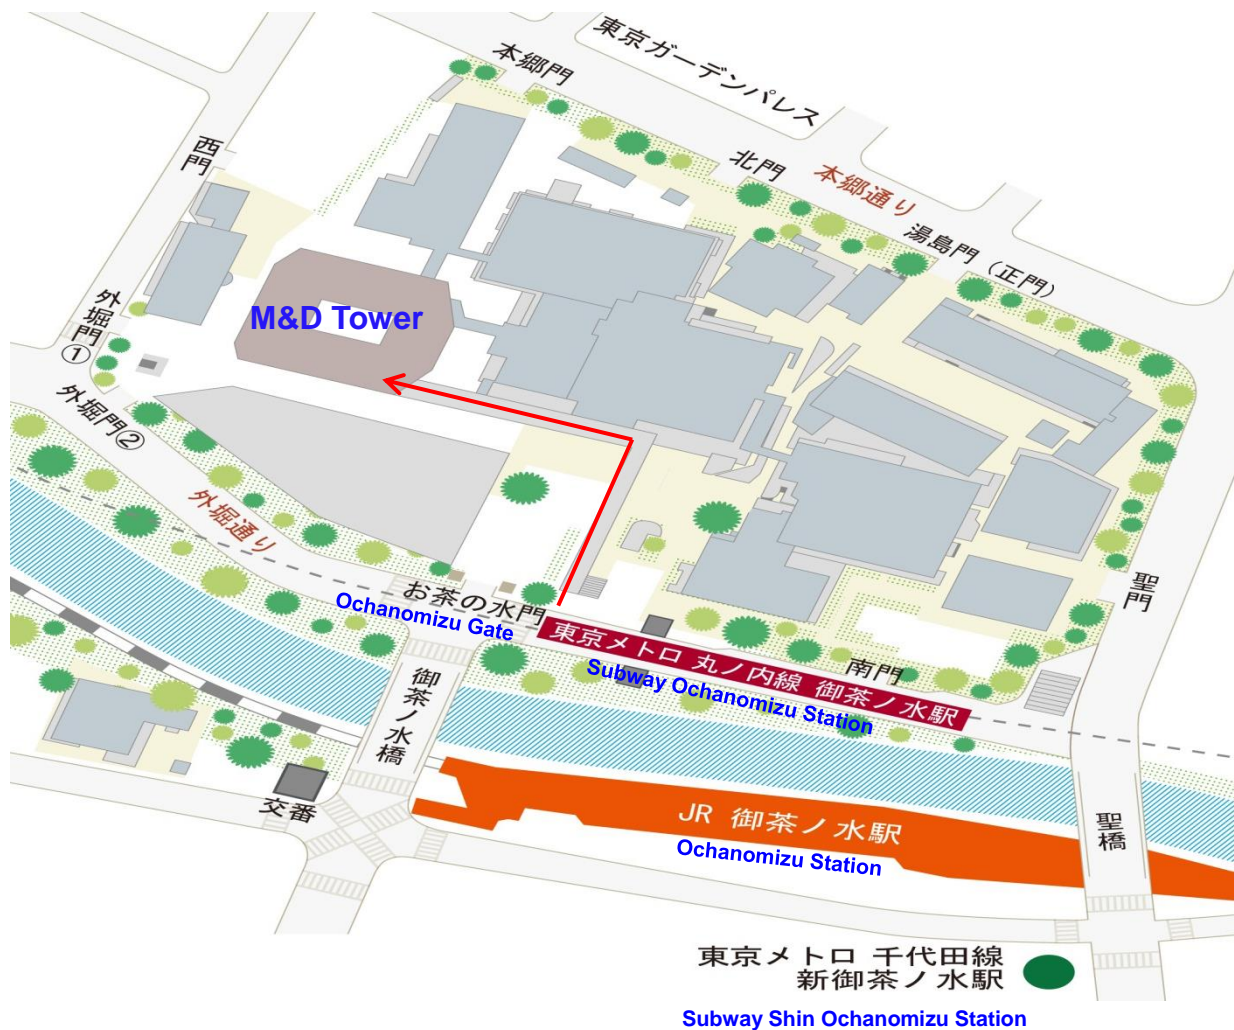 東京ガーデンパレス
本郷門
西門
北門
本郷通り
湯島門（正門）
M&D Tower
外堀門①
外堀門②
外堀通り
お茶の水門
Ochanomizu Gate
東京メトロ 丸ノ内線 御茶ノ水駅
Subway Ochanomizu Station
南門
聖門
御茶ノ水橋
交番
JR 御茶ノ水駅
Ochanomizu Station
聖橋
東京メトロ 千代田線
新御茶ノ水駅
Subway Shin Ochanomizu Station